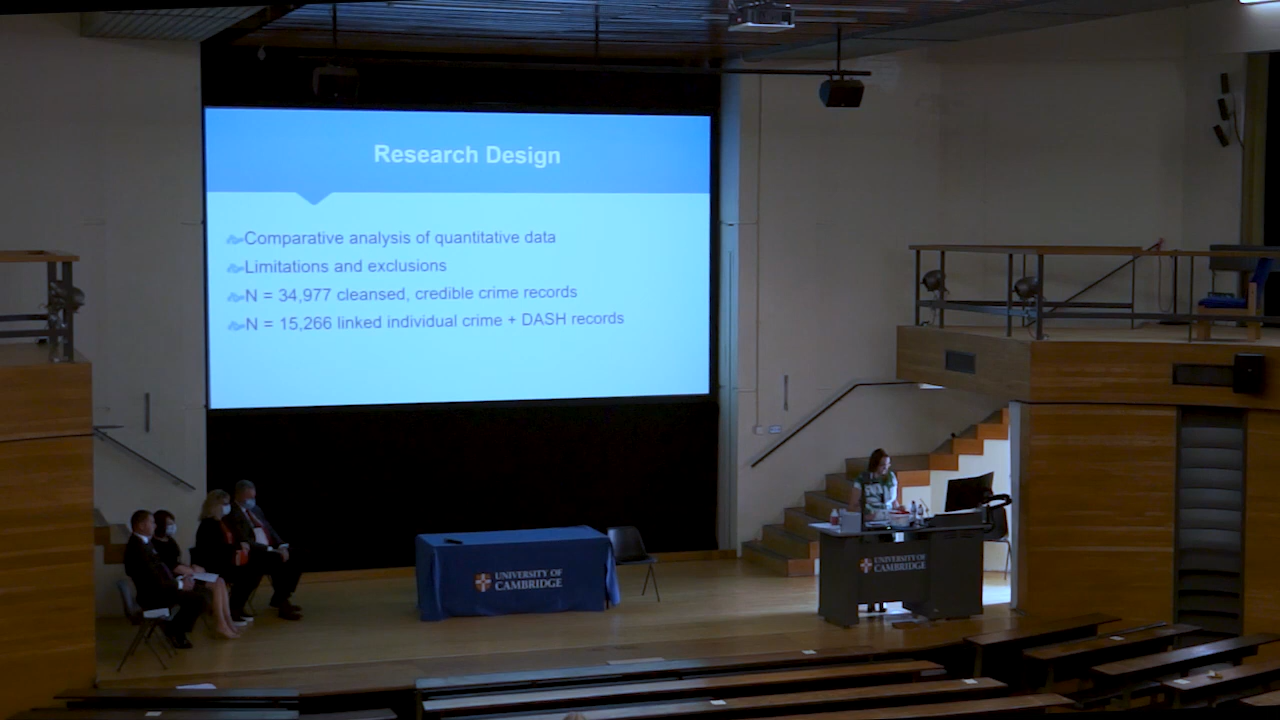 Research Design
Comparative analysis of quantitative data
Limitations and exclusions
N = 34,977 cleansed, credible crime records
N = 15,266 linked individual crime + DASH records
UNIVERSITY OF
CAMBRIDGE
UNIVERSITY OF
CAMBRIDGE